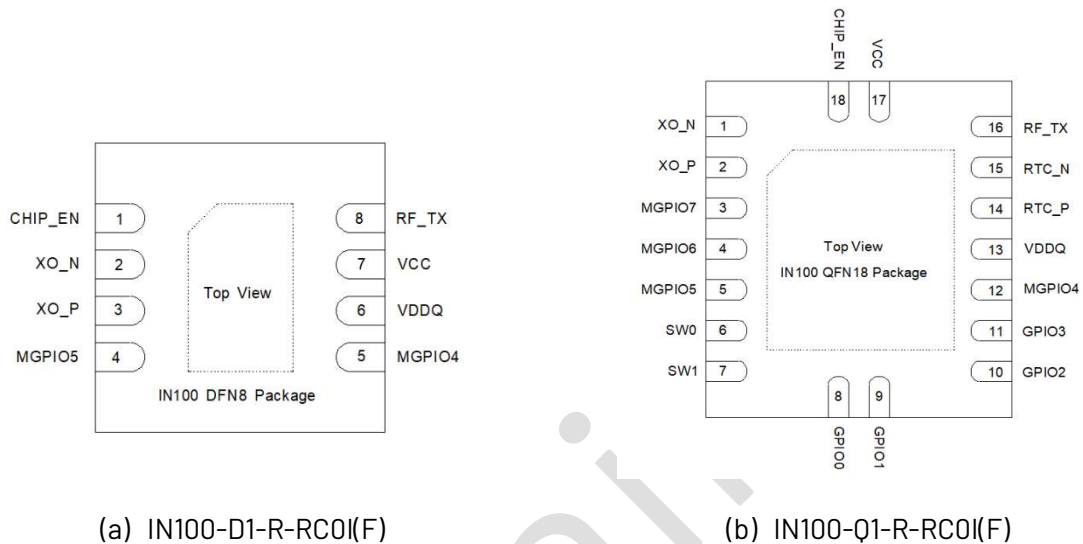 CHIP_EN 1
XO_N 2
XO_P 3
MGPIO5 4
8 RF_TX
7 VCC
6 VDDQ
5 MGPIO4
Top View
IN100 DFN8 Package
(a) IN100-D1-R-RC0I(F)
CHIP_EN
VCC
18 17
XO_N 1
XO_P 2
MGPIO7 3
MGPIO6 4
MGPIO5 5
SW0 6
SW1 7
16 RF_TX
15 RTC_N
14 RTC_P
13 VDDQ
12 MGPIO4
11 GPIO3
10 GPIO2
Top View
IN100 QFN18 Package
8 9
GPIO0
GPIO1
(b) IN100-Q1-R-RC0I(F)